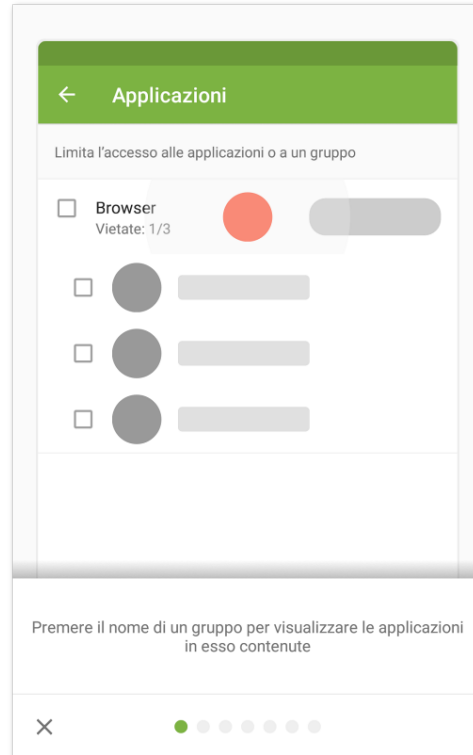 Applicazioni
Limita l'accesso alle applicazioni o a un gruppo
Browser
Vietate: 1/3
Premere il nome di un gruppo per visualizzare le applicazioni
in esso contenute